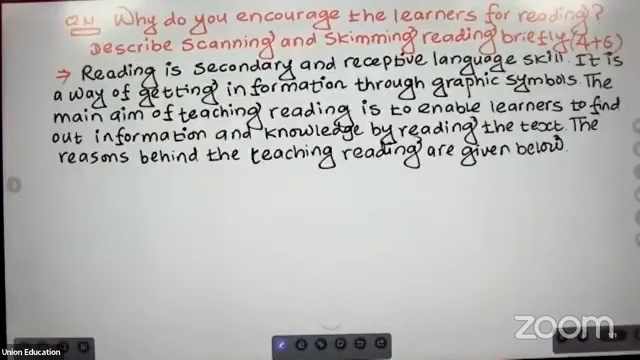 QN Why do you encourage the learners for reading?
Describe Scanning and Skimming reading briefly (4+6)
→ Reading is secondary and receptive language skill. It is
a way of getting information through graphic symbols. The
main aim of teaching reading is to enable learners to find
out information and knowledge by reading the text. The
reasons behind the teaching reading are given below.
zoom
Union Education